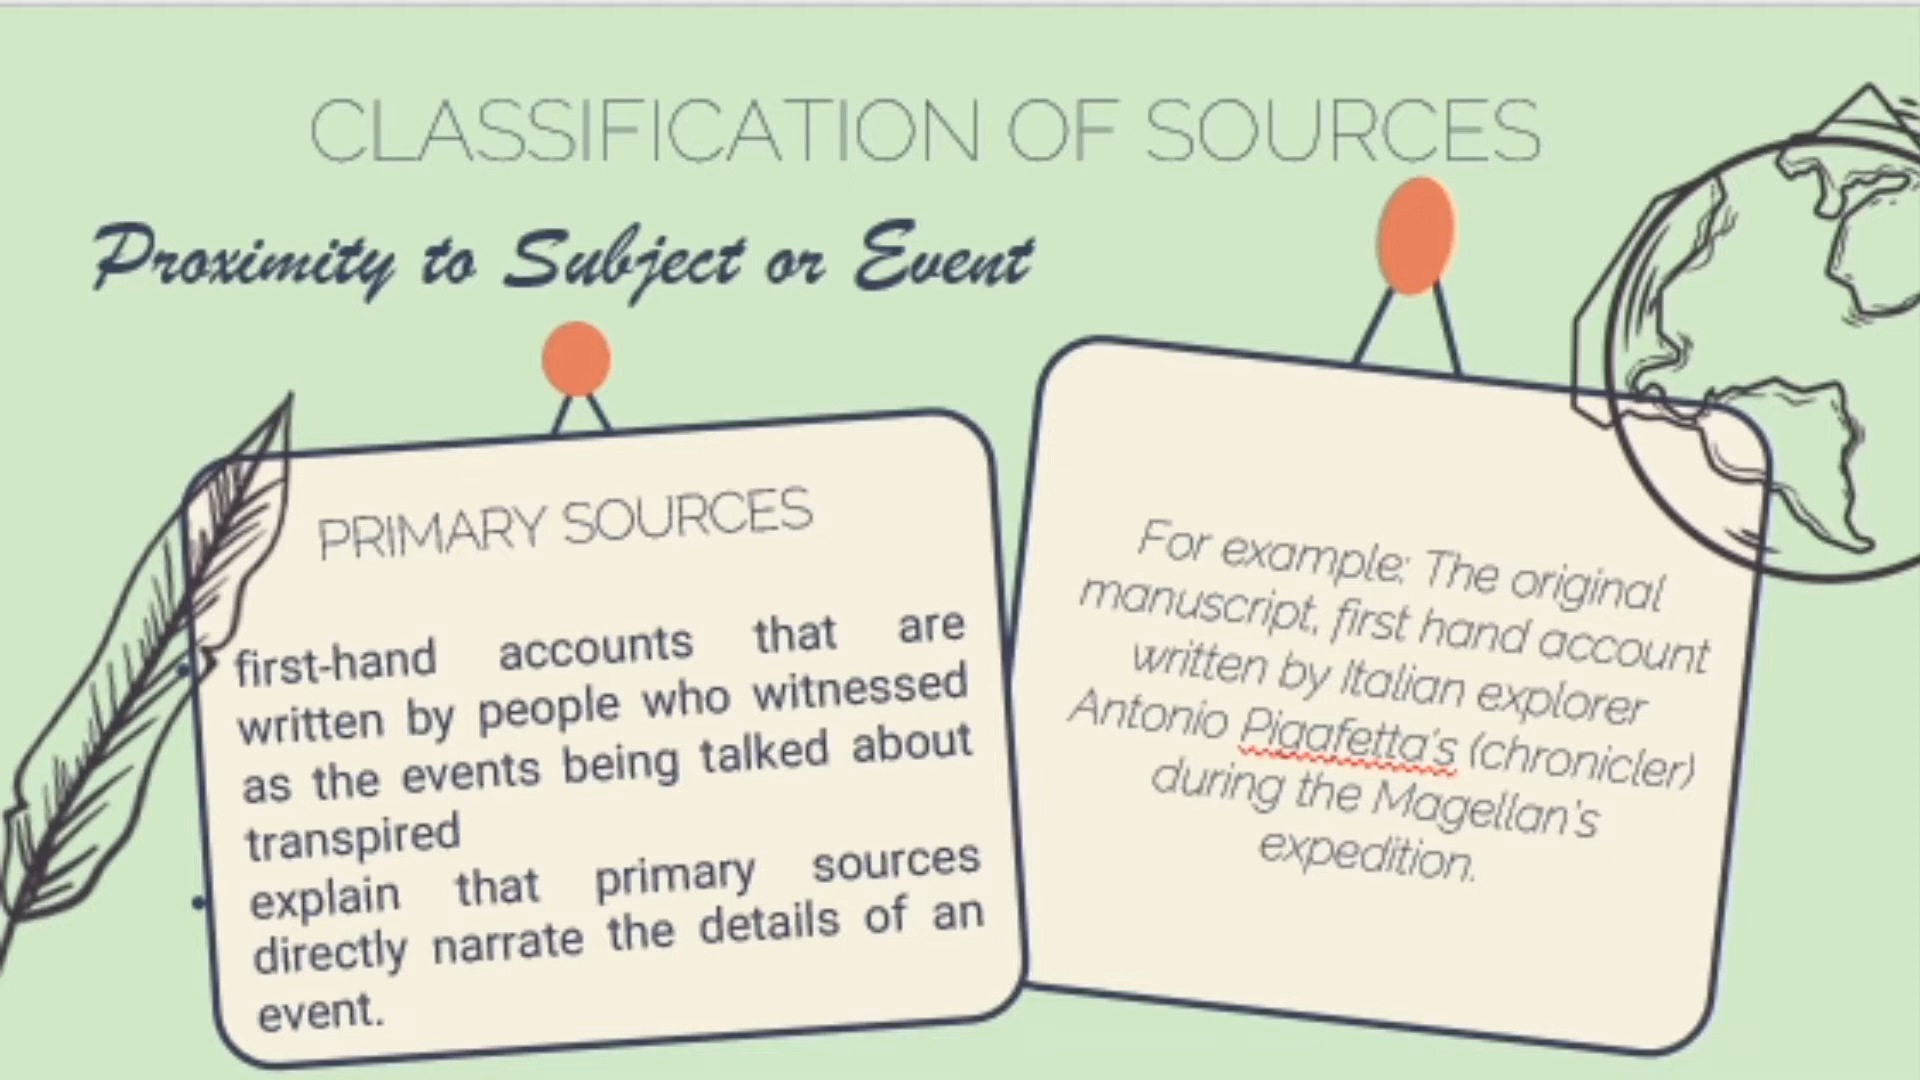 CLASSIFICATION OF SOURCES
Proximity to Subject or Event
PRIMARY SOURCES
first-hand accounts that are
written by people who witnessed
as the events being talked about
transpired
explain that primary sources
directly narrate the details of an
event.
For example: The original
manuscript, first hand account
written by Italian explorer
Antonio Pigafetta's (chronicler)
during the Magellan's
expedition.